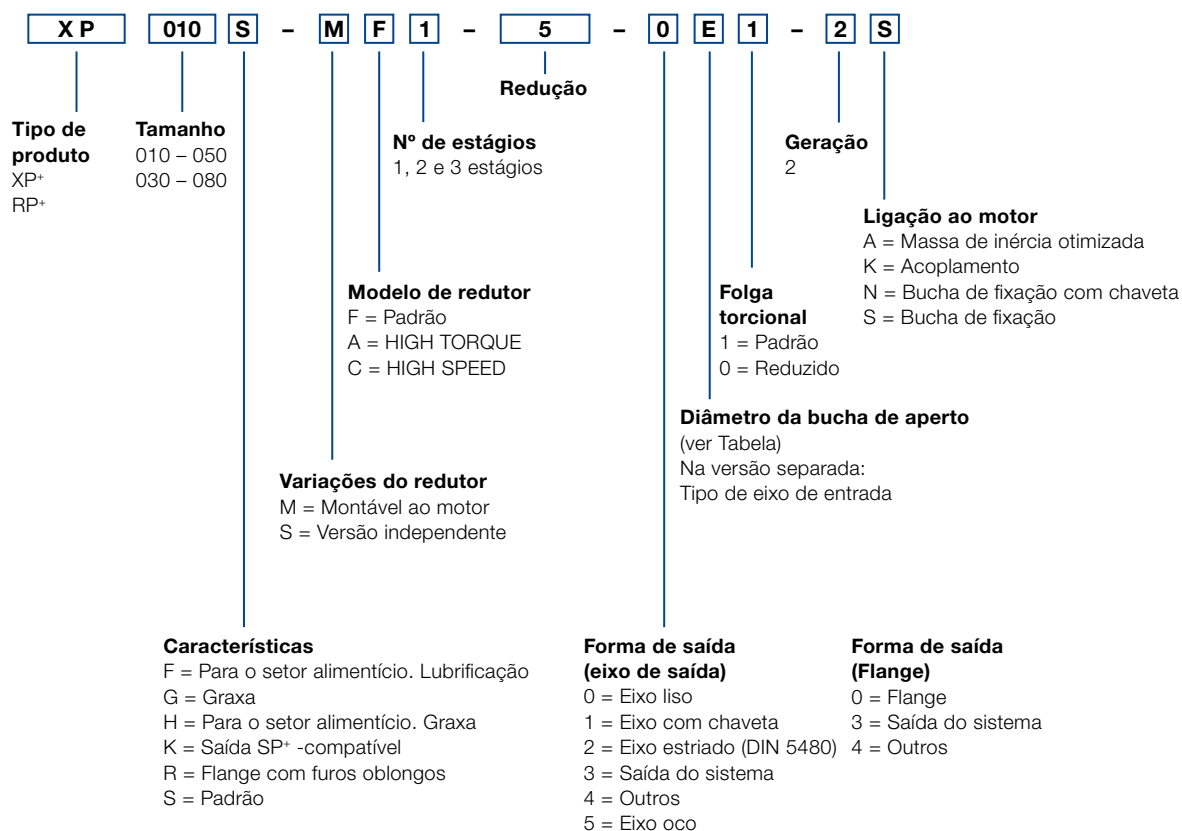 X P 010 S – M F 1 – 5 – 0 E 1 – 2 S
Redução
Tipo de
produto
XP+
RP+
Tamanho
010 – 050
030 – 080
Nº de estágios
1, 2 e 3 estágios
Geração
2
Ligação ao motor
A = Massa de inércia otimizada
K = Acoplamento
N = Bucha de fixação com chaveta
S = Bucha de fixação
Modelo de redutor
F = Padrão
A = HIGH TORQUE
C = HIGH SPEED
Folga
torcional
1 = Padrão
0 = Reduzido
Diâmetro da bucha de aperto
(ver Tabela)
Na versão separada:
Tipo de eixo de entrada
Variações do redutor
M = Montável ao motor
S = Versão independente
Características
F = Para o setor alimentício. Lubrificação
G = Graxa
H = Para o setor alimentício. Graxa
K = Saída SP+ -compatível
R = Flange com furos oblongos
S = Padrão
Forma de saída
(eixo de saída)
0 = Eixo liso
1 = Eixo com chaveta
2 = Eixo estriado (DIN 5480)
3 = Saída do sistema
4 = Outros
5 = Eixo oco
Forma de saída
(Flange)
0 = Flange
3 = Saída do sistema
4 = Outros